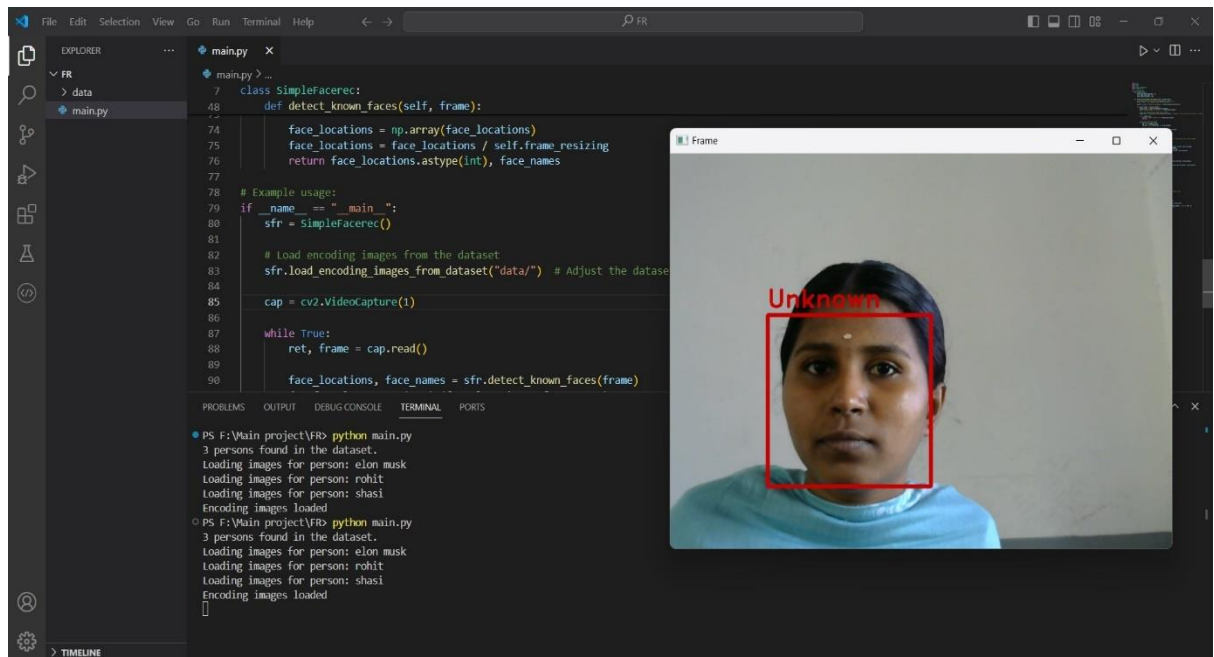 File Edit Selection View Go Run Terminal Help
FR
EXPLORER
FR
data
main.py
TIMELINE
main.py
main.py > ...
7 class SimpleFacerec:
48 def detect_known_faces(self, frame):
74 face_locations = np.array(face_locations)
75 face_locations = face_locations / self.frame_resizing
76 return face_locations.astype(int), face_names
77
78 # Example usage:
79 if __name__ == "__main__":
80 sfr = SimpleFacerec()
81
82 # Load encoding images from the dataset
83 sfr.load_encoding_images_from_dataset("data/") # Adjust the datase
84
85 cap = cv2.VideoCapture(1)
86
87 while True:
88 ret, frame = cap.read()
89
90 face_locations, face_names = sfr.detect_known_faces(frame)
PROBLEMS OUTPUT DEBUG CONSOLE TERMINAL PORTS
PS F:\Main project\FR> python main.py
3 persons found in the dataset.
Loading images for person: elon musk
Loading images for person: rohit
Loading images for person: shasi
Encoding images loaded
PS F:\Main project\FR> python main.py
3 persons found in the dataset.
Loading images for person: elon musk
Loading images for person: rohit
Loading images for person: shasi
Encoding images loaded
Frame
Unknown